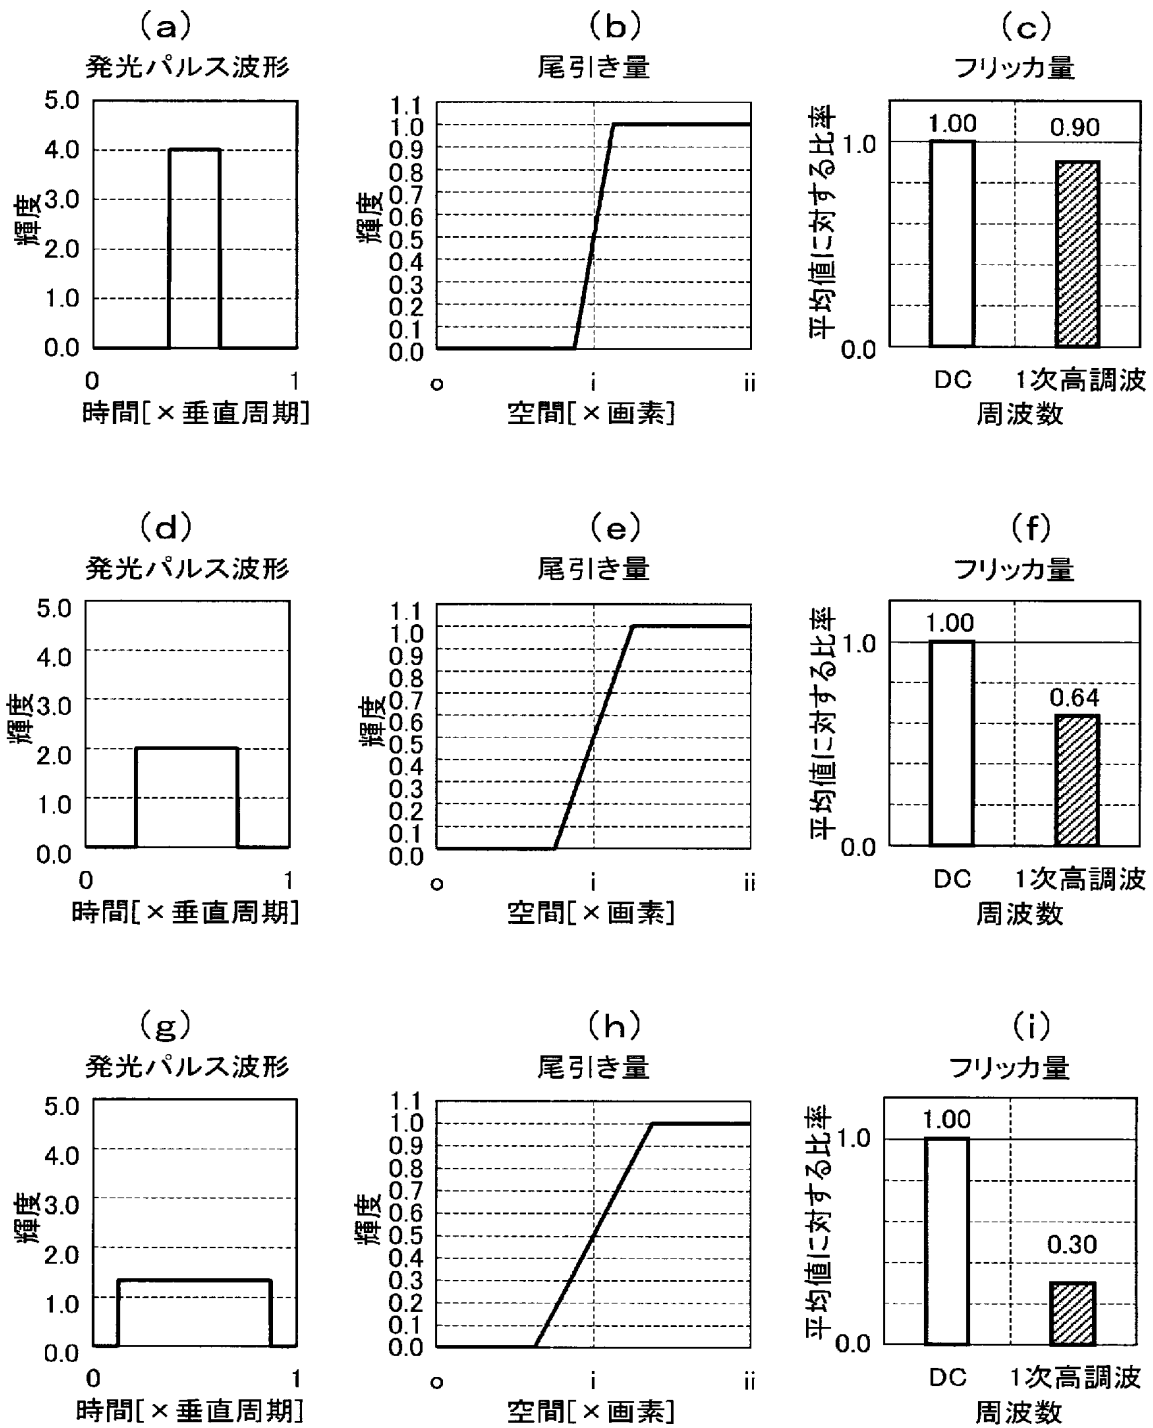 (a)
発光パルス波形
5.0
4.0
3.0
2.0
1.0
0.0
輝度
0 1
時間[×垂直周期]
(b)
尾引き量
1.1
1.0
0.9
0.8
0.7
0.6
0.5
0.4
0.3
0.2
0.1
0.0
輝度
o i ii
空間[×画素]
(c)
フリッカ量
平均値に対する比率
1.0
0.0
1.00 0.90
DC 1次高調波
周波数
(d)
発光パルス波形
5.0
4.0
3.0
2.0
1.0
0.0
輝度
0 1
時間[×垂直周期]
(e)
尾引き量
1.1
1.0
0.9
0.8
0.7
0.6
0.5
0.4
0.3
0.2
0.1
0.0
輝度
o i ii
空間[×画素]
(f)
フリッカ量
平均値に対する比率
1.0
0.0
1.00
0.64
DC 1次高調波
周波数
(g)
発光パルス波形
5.0
4.0
3.0
2.0
1.0
0.0
輝度
0 1
時間[×垂直周期]
(h)
尾引き量
1.1
1.0
0.9
0.8
0.7
0.6
0.5
0.4
0.3
0.2
0.1
0.0
輝度
o i ii
空間[×画素]
(i)
フリッカ量
平均値に対する比率
1.0
0.0
1.00
0.30
DC 1次高調波
周波数